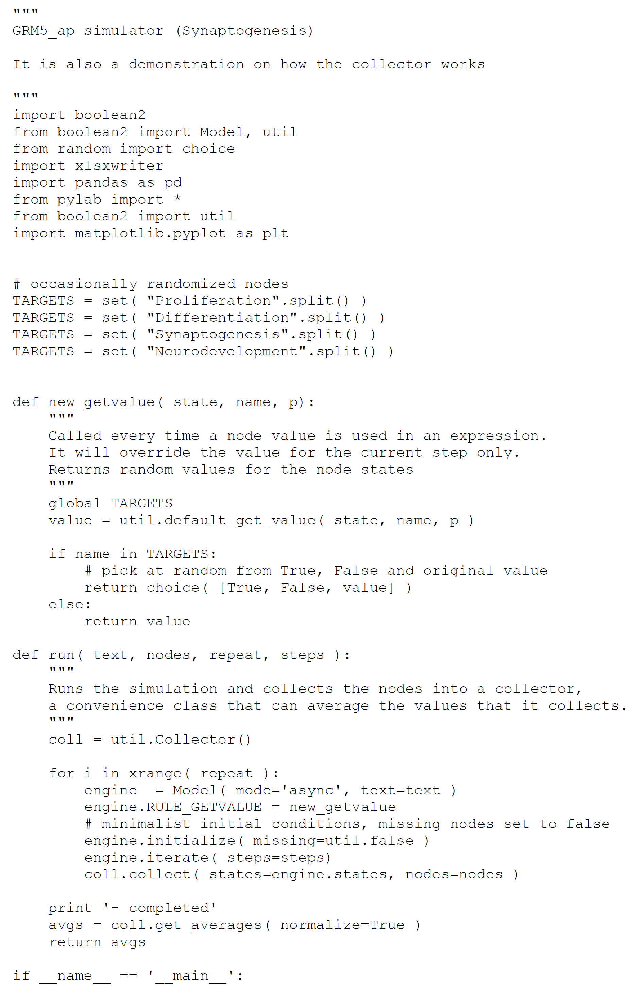 """
GRM5_ap simulator (Synaptogenesis)

It is also a demonstration on how the collector works

"""
import boolean2
from boolean2 import Model, util
from random import choice
import xlsxwriter
import pandas as pd
from pylab import *
from boolean2 import util
import matplotlib.pyplot as plt


# occasionally randomized nodes
TARGETS = set( "Proliferation".split() )
TARGETS = set( "Differentiation".split() )
TARGETS = set( "Synaptogenesis".split() )
TARGETS = set( "Neurodevelopment".split() )


def new_getvalue( state, name, p):
    """
    Called every time a node value is used in an expression.
    It will override the value for the current step only.
    Returns random values for the node states
    """
    global TARGETS
    value = util.default_get_value( state, name, p )

    if name in TARGETS:
        # pick at random from True, False and original value
        return choice( [True, False, value] )
    else:
        return value

def run( text, nodes, repeat, steps ):
    """
    Runs the simulation and collects the nodes into a collector,
    a convenience class that can average the values that it collects.
    """
    coll = util.Collector()

    for i in xrange( repeat ):
        engine  = Model( mode='async', text=text )
        engine.RULE_GETVALUE = new_getvalue
        # minimalist initial conditions, missing nodes set to false
        engine.initialize( missing=util.false )
        engine.iterate( steps=steps)
        coll.collect( states=engine.states, nodes=nodes )

    print '- completed'
    avgs = coll.get_averages( normalize=True )
    return avgs

if __name__ == '__main__':